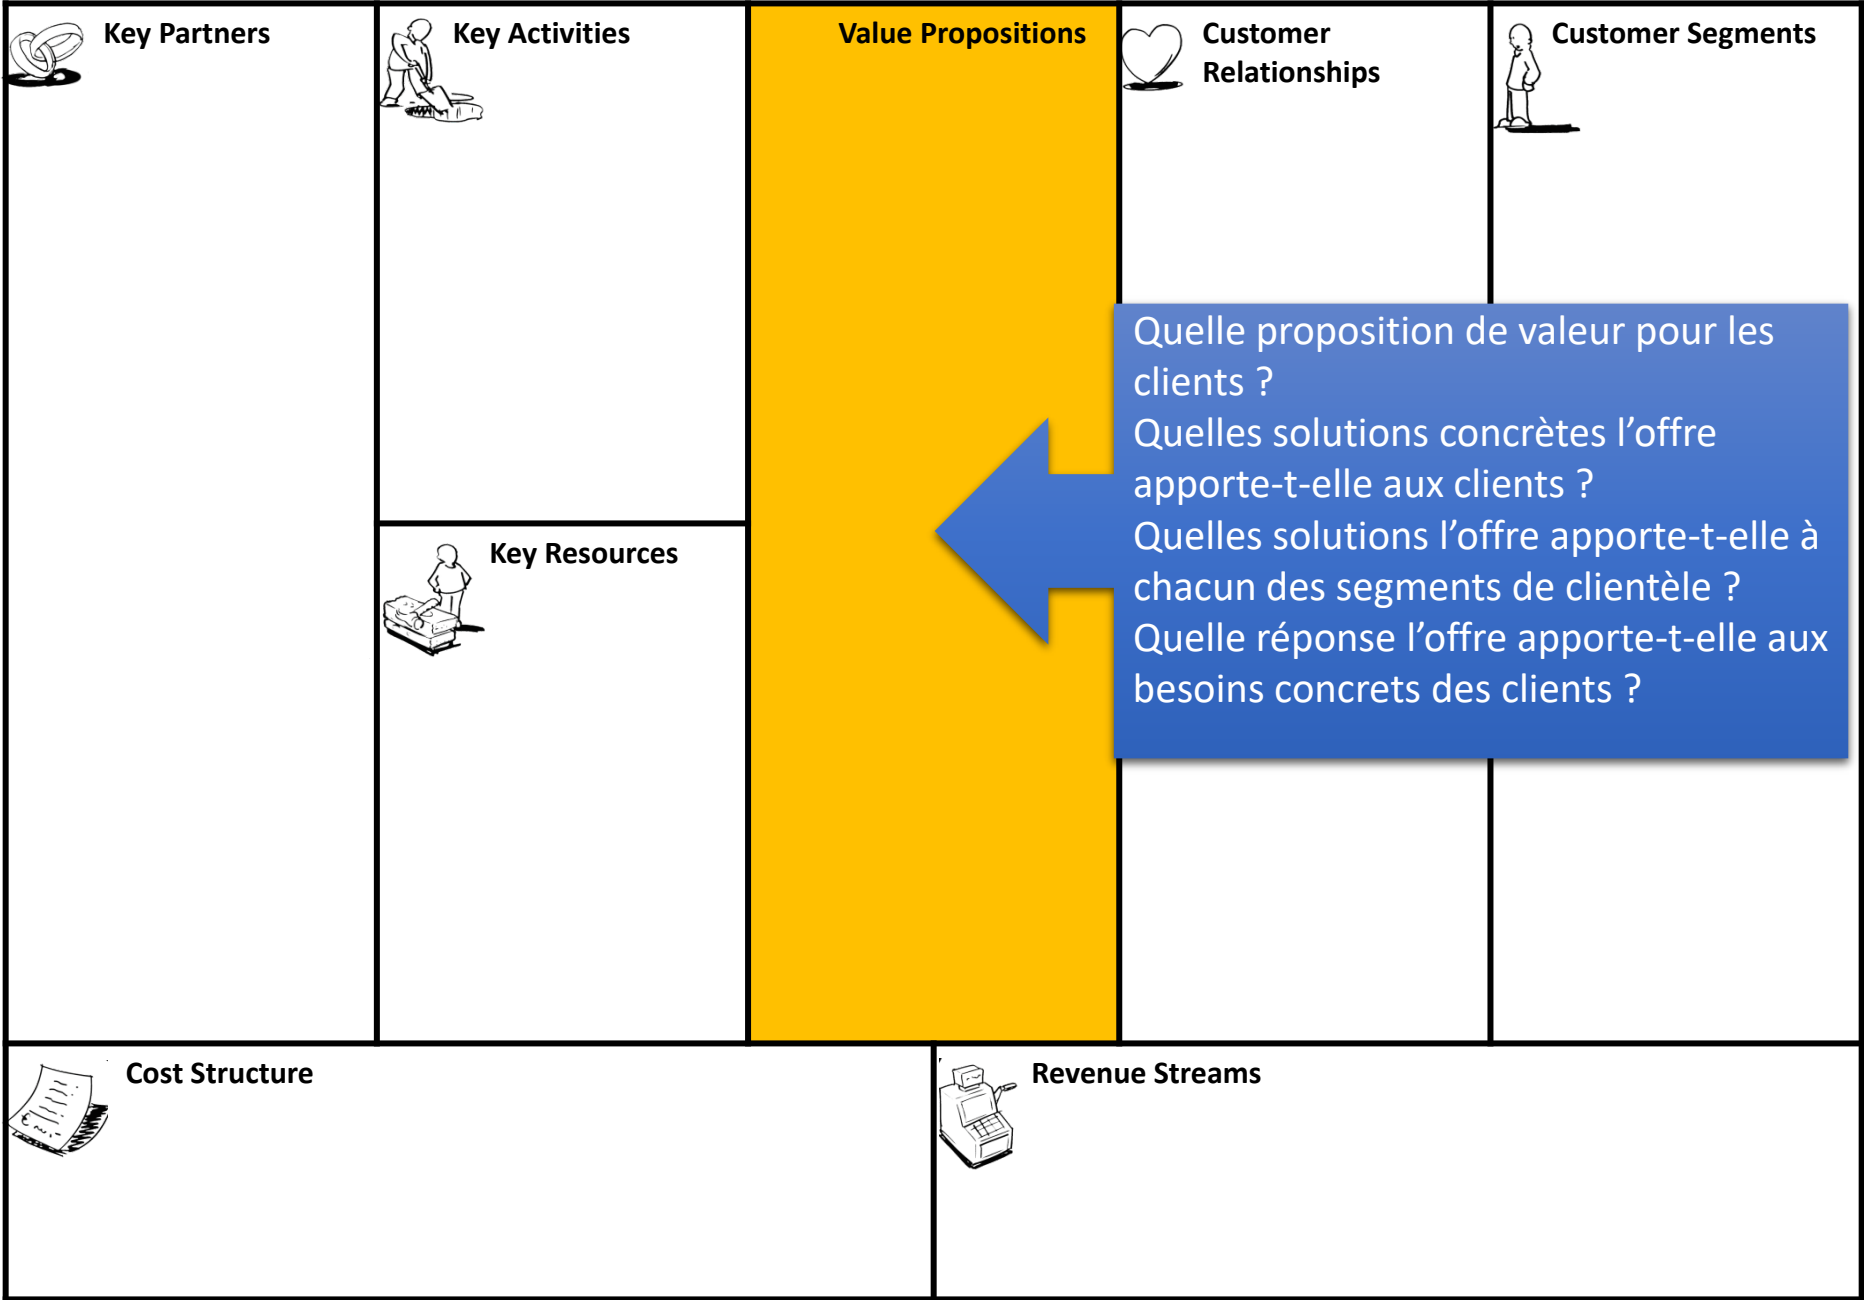 Key Partners
Key Activities
Value Propositions
Customer
Relationships
Customer Segments
Quelle proposition de valeur pour les
clients ?
Quelles solutions concrètes l’offre
apporte-t-elle aux clients ?
Quelles solutions l’offre apporte-t-elle à
chacun des segments de clientèle ?
Quelle réponse l’offre apporte-t-elle aux
besoins concrets des clients ?
Key Resources
Cost Structure
Revenue Streams